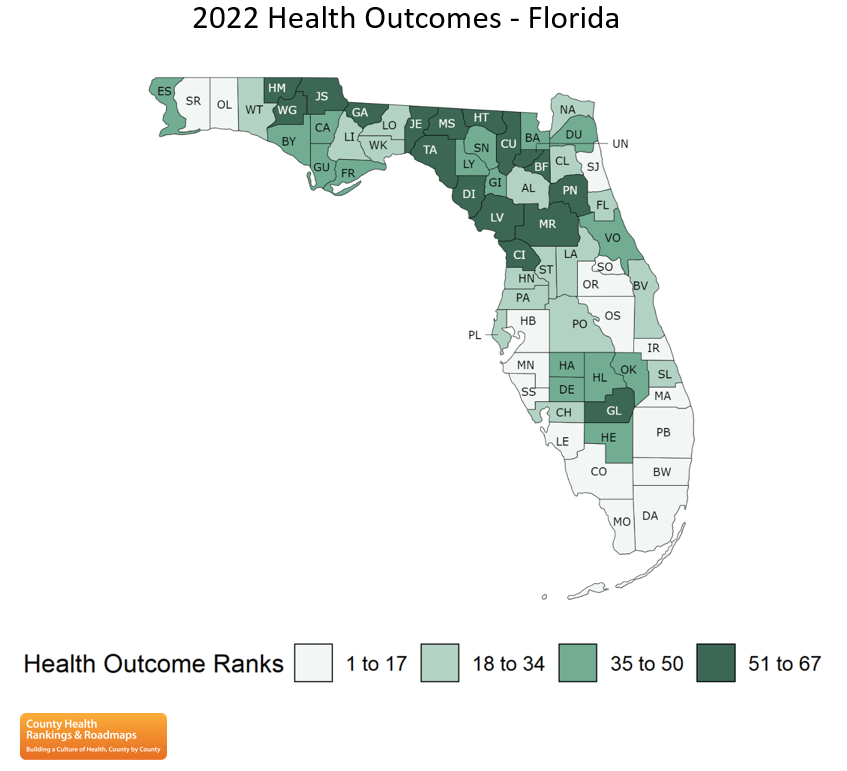 2022 Health Outcomes - Florida
ES
SR
OL
WT
HM
JS
WG
BY
CA
GU
GA
LI
LO
WK
FR
JE
MS
TA
HT
SN
LY
CU
BA
NA
DU
UN
DI
GI
BF
CL
SJ
AL
PN
FL
LV
MR
VO
CI
ST
LA
SO
HN
OR
BV
PA
HB
PO
OS
PL
IR
MN
HA
HL
OK
SL
SS
DE
MA
CH
GL
LE
HE
PB
CO
BW
MO
DA
Health Outcome Ranks
1 to 17
18 to 34
35 to 50
51 to 67
County Health
Rankings & Roadmaps
Building a Culture of Health, County by County